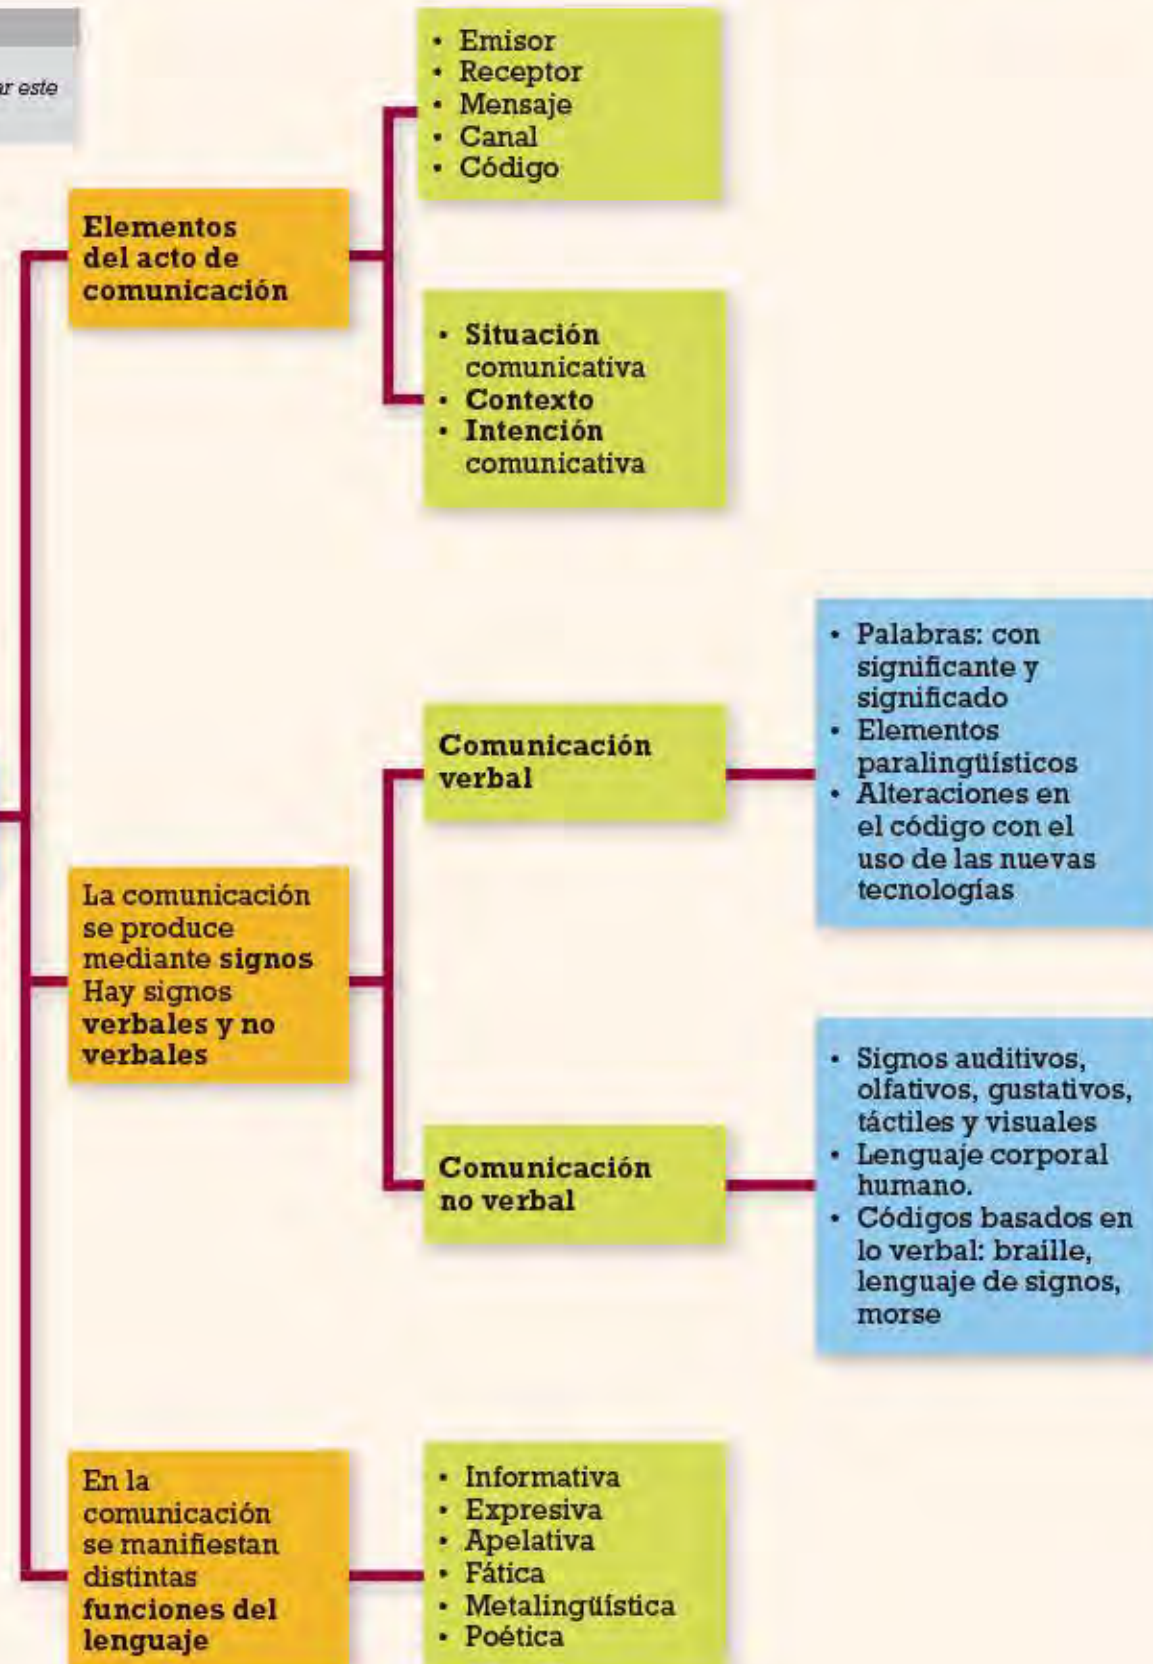 ar este
• Emisor
• Receptor
• Mensaje
• Canal
• Código
Elementos
del acto de
comunicación
• Situación
comunicativa
• Contexto
• Intención
comunicativa
La comunicación
se produce
mediante signos
Hay signos
verbales y no
verbales
Comunicación
verbal
• Palabras: con
significante y
significado
• Elementos
paralingüísticos
• Alteraciones en
el código con el
uso de las nuevas
tecnologías
Comunicación
no verbal
• Signos auditivos,
olfativos, gustativos,
táctiles y visuales
• Lenguaje corporal
humano.
• Códigos basados en
lo verbal: braille,
lenguaje de signos,
morse
En la
comunicación
se manifiestan
distintas
funciones del
lenguaje
• Informativa
• Expresiva
• Apelativa
• Fática
• Metalingüística
• Poética